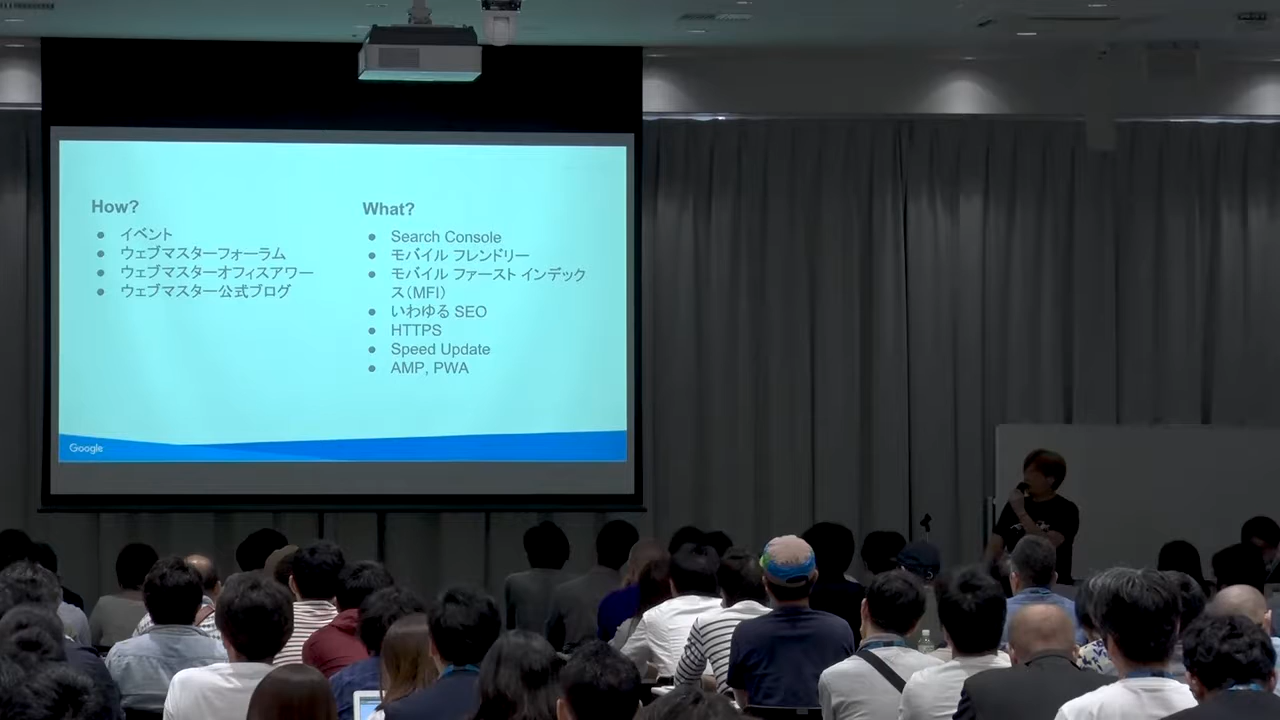 How?
● イベント
● ウェブマスターフォーラム
● ウェブマスターオフィスアワー
● ウェブマスター公式ブログ
What?
● Search Console
● モバイル フレンドリー
● モバイル ファースト インデック
ス(MFI)
● いわゆる SEO
● HTTPS
● Speed Update
● AMP, PWA
Google